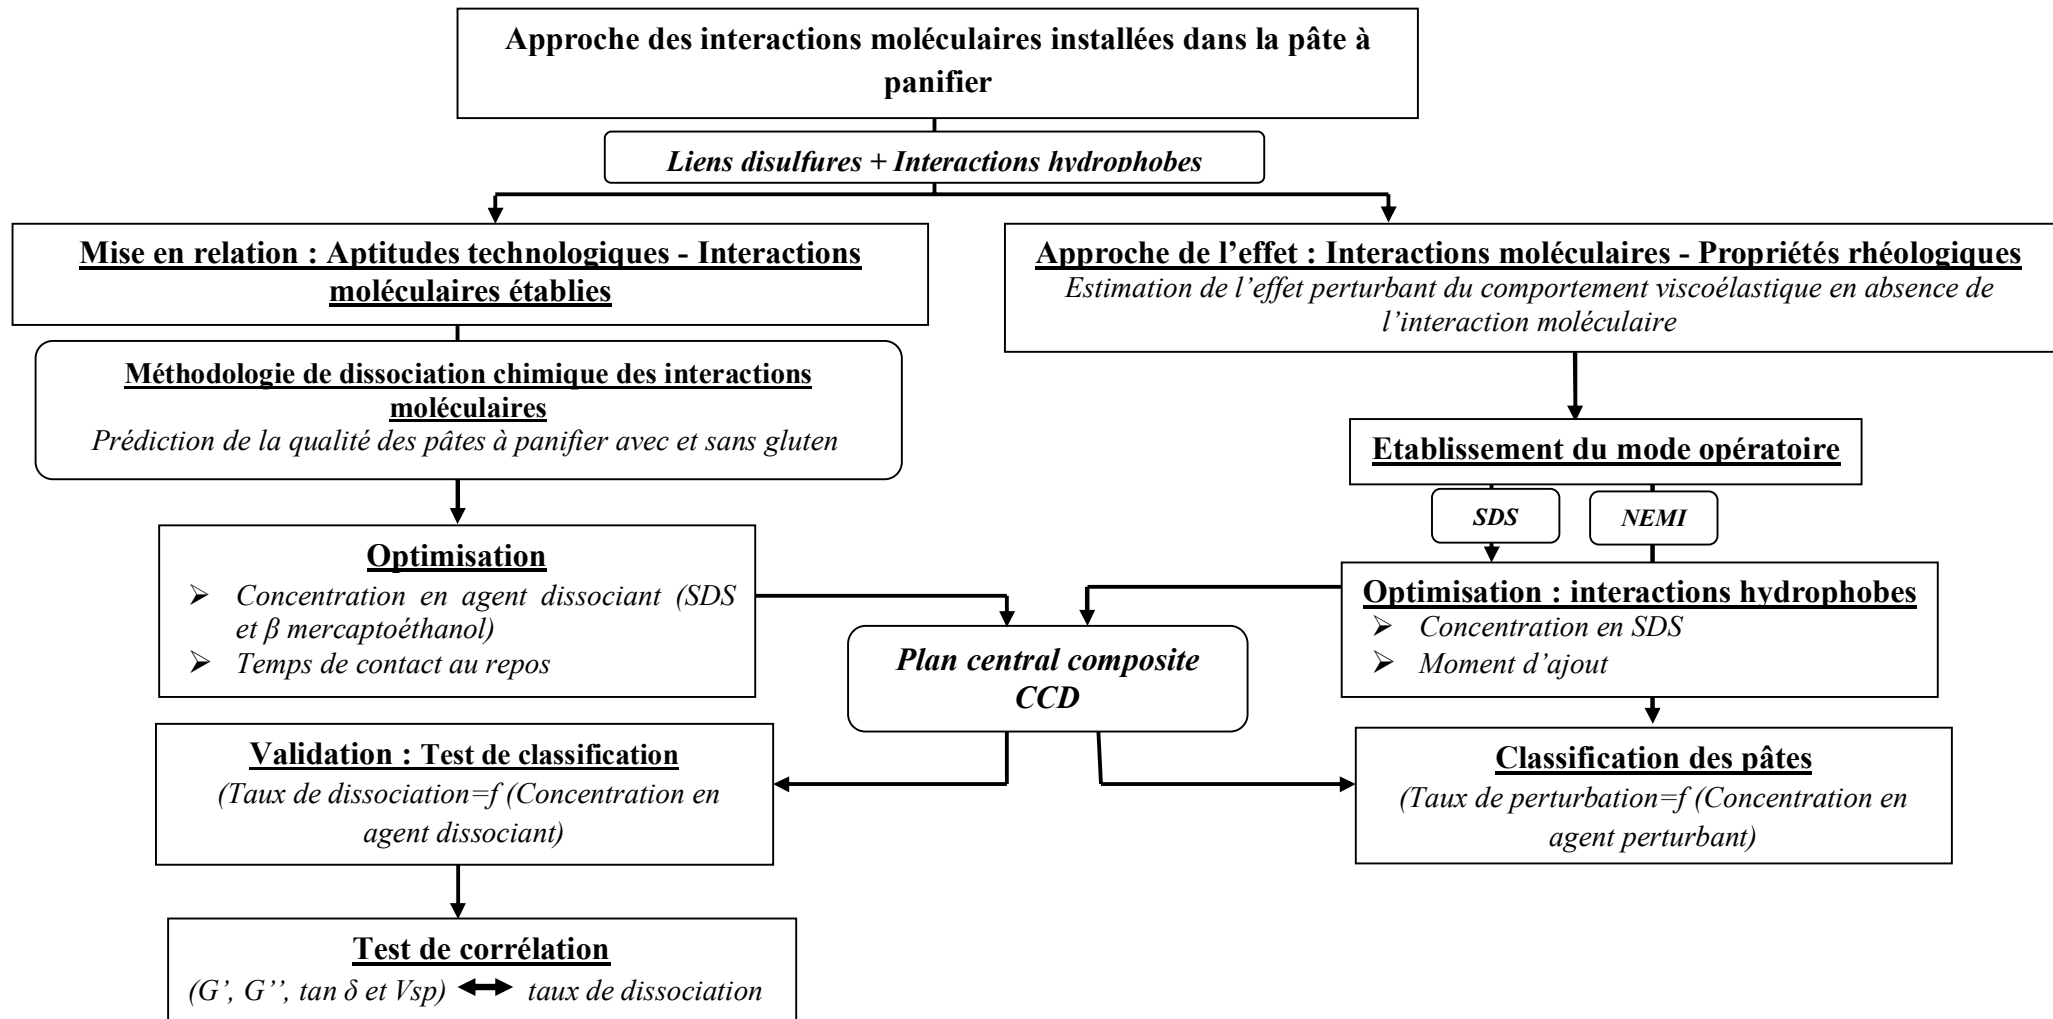 Approche des interactions moléculaires installées dans la pâte à
panifier
Liens disulfures + Interactions hydrophobes
Mise en relation : Aptitudes technologiques - Interactions
moléculaires établies
Approche de l’effet : Interactions moléculaires - Propriétés rhéologiques
Estimation de l’effet perturbant du comportement viscoélastique en absence de
l’interaction moléculaire
Méthodologie de dissociation chimique des interactions
moléculaires
Prédiction de la qualité des pâtes à panifier avec et sans gluten
Etablissement du mode opératoire
SDS
NEMI
Optimisation
➢ Concentration en agent dissociant (SDS
et β mercaptoéthanol)
➢ Temps de contact au repos
Optimisation : interactions hydrophobes
➢ Concentration en SDS
➢ Moment d’ajout
Plan central composite
CCD
Validation : Test de classification
(Taux de dissociation=f (Concentration en
agent dissociant)
Classification des pâtes
(Taux de perturbation=f (Concentration en
agent perturbant)
Test de corrélation
(G’, G’’, tan δ et Vsp) ⟷ taux de dissociation